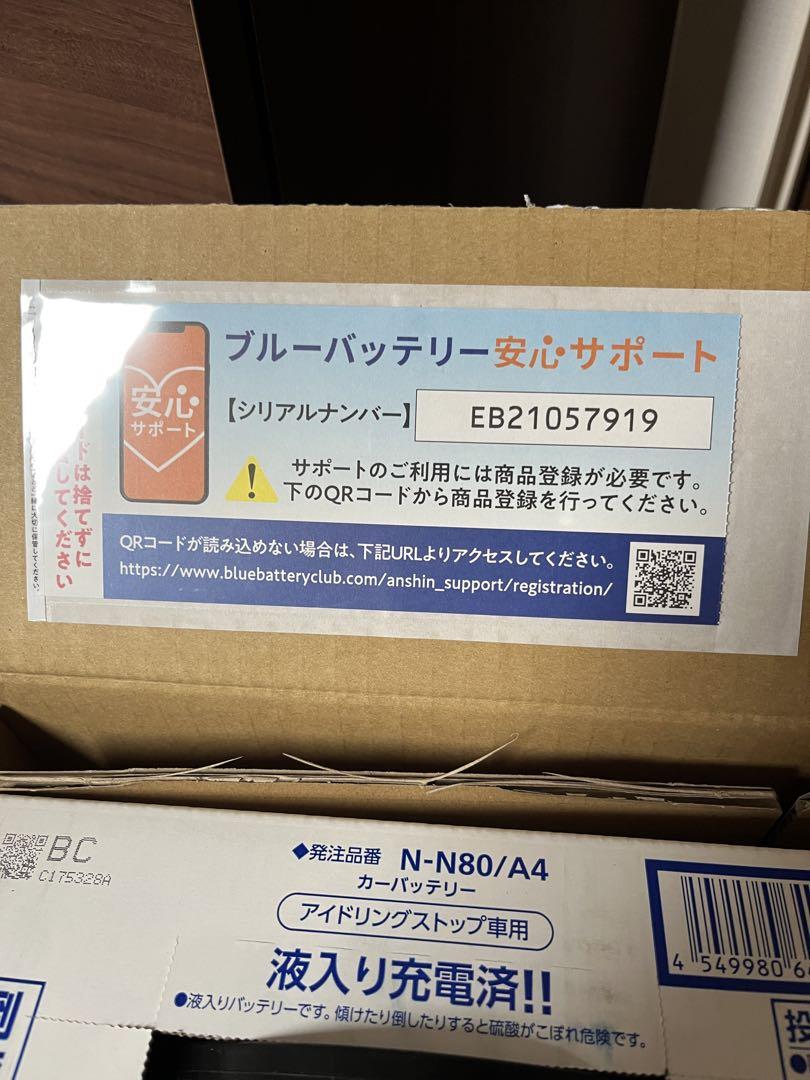 ブルーバッテリー安心サポート
安心
サポート
【シリアルナンバー】 EB21057919
サポートのご利用には商品登録が必要です。
下のQRコードから商品登録を行ってください。
QRコードが読み込めない場合は、下記URLよりアクセスしてください。
https://www.bluebatteryclub.com/anshin_support/registration/
ドは捨てずに
してください
BC
C175328A
◆発注品番 N-N80/A4
カーバッテリー
アイドリングストップ車用
液入り充電済!!
●液入りバッテリーです。傾けたり倒したりすると硫酸がこぼれ危険です。
4 549980 6
倒
投